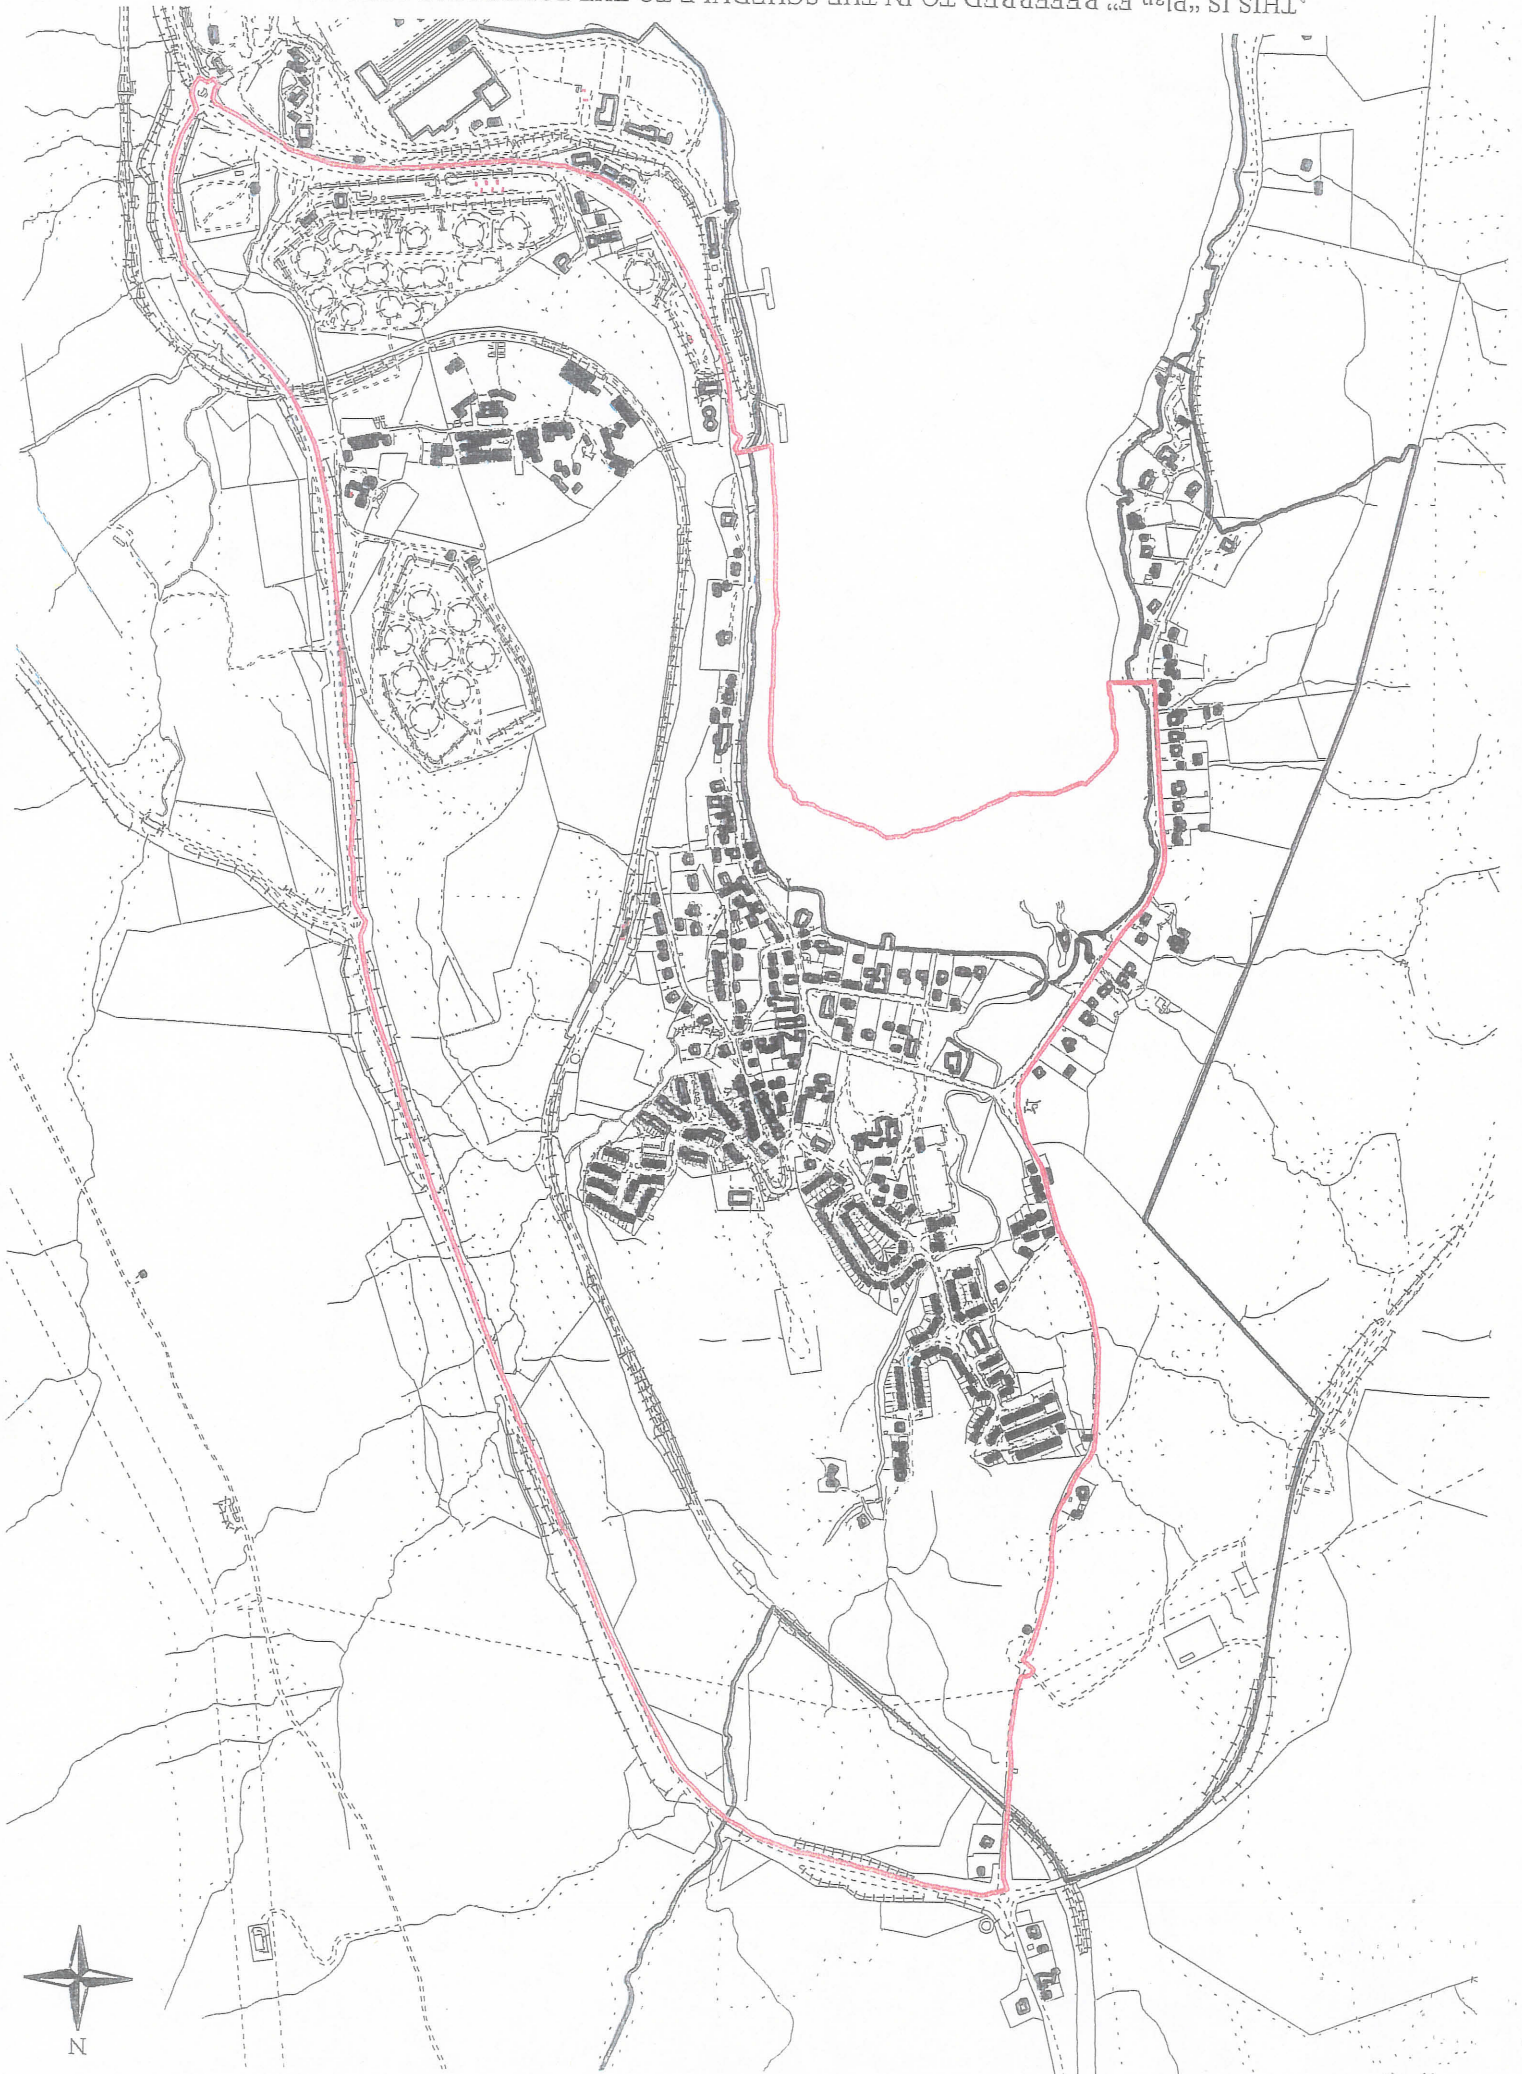 "THIS IS "Plan E" REFERRED TO IN THE SCHEDULE TO THE
N